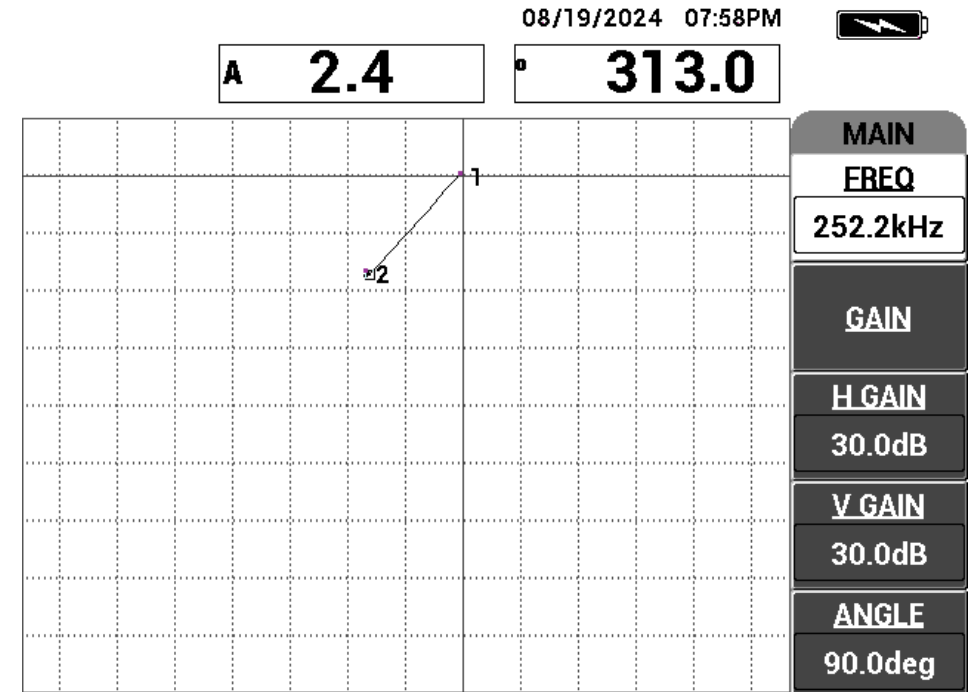 08/19/2024 07:58PM
A 2.4 ° 313.0
MAIN
FREQ
252.2kHz
GAIN
H GAIN
30.0dB
V GAIN
30.0dB
ANGLE
90.0deg
1
2